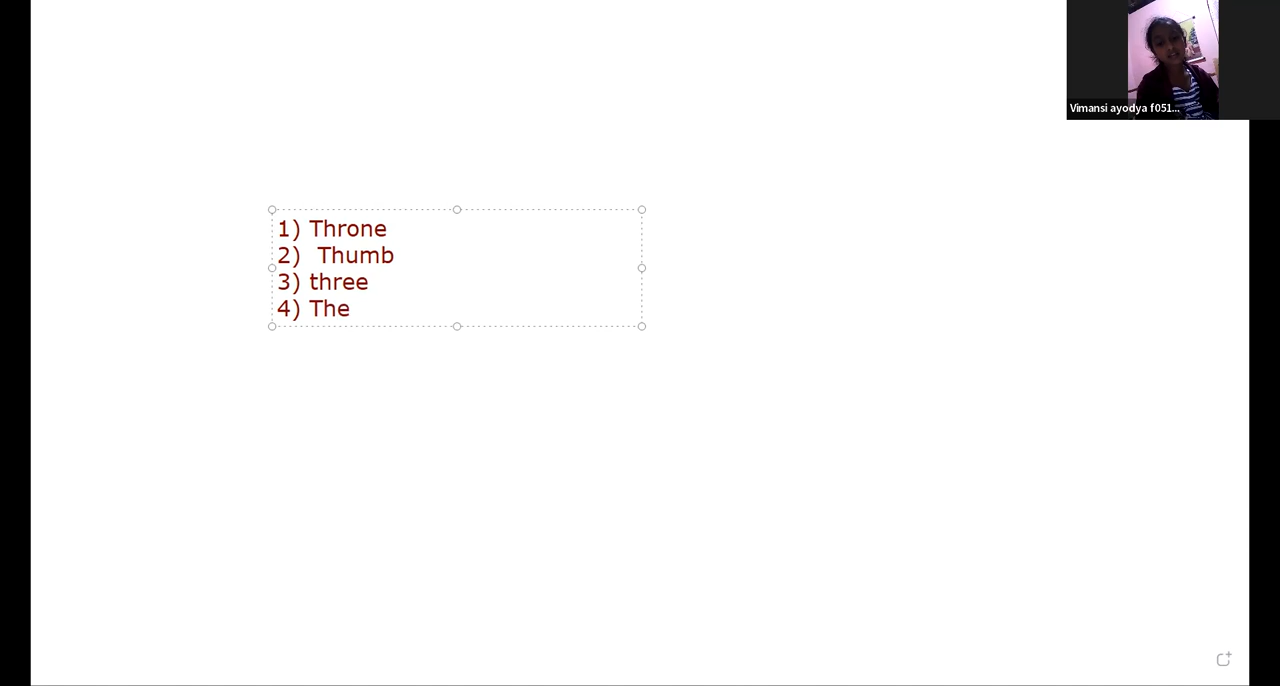 Vimansi ayodya f051...
1) Throne
2)  Thumb
3) three
4) The